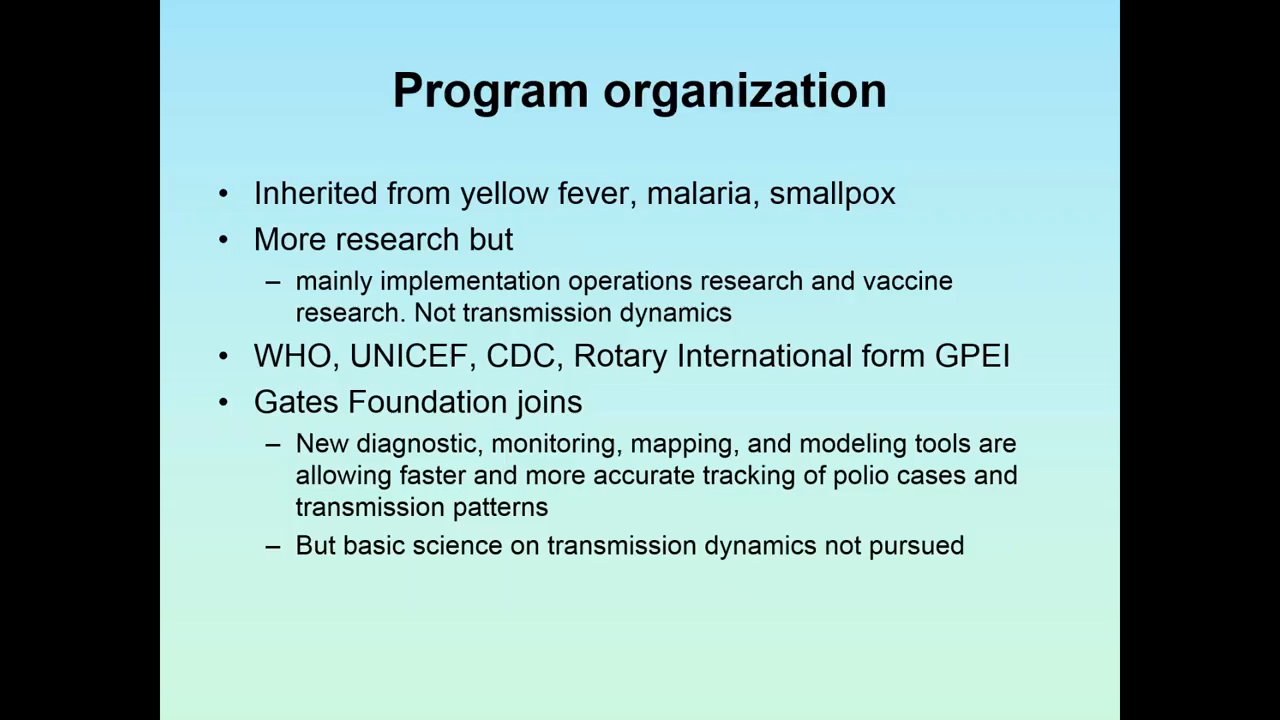 Program organization
• Inherited from yellow fever, malaria, smallpox
• More research but
– mainly implementation operations research and vaccine
research. Not transmission dynamics
• WHO, UNICEF, CDC, Rotary International form GPEI
• Gates Foundation joins
– New diagnostic, monitoring, mapping, and modeling tools are
allowing faster and more accurate tracking of polio cases and
transmission patterns
– But basic science on transmission dynamics not pursued